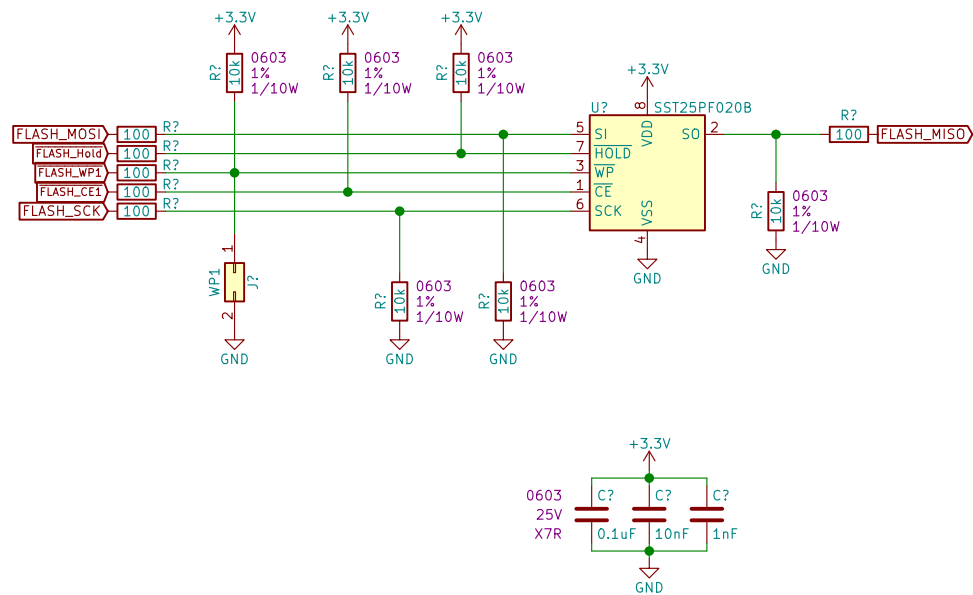 +3.3V
+3.3V
+3.3V
R?
10k
0603
1%
1/10W
R?
10k
0603
1%
1/10W
R?
10k
0603
1%
1/10W
+3.3V
U?
8
SST25PF020B
VDD
FLASH_MOSI
100
R?
5
SI
SO
2
R?
100
FLASH_MISO
FLASH_Hold
100
R?
7
HOLD
FLASH_WP1
100
R?
3
WP
FLASH_CE1
100
R?
1
CE
FLASH_SCK
100
R?
6
SCK
VSS
4
GND
R?
10k
0603
1%
1/10W
GND
WP1
1
2
J?
GND
R?
10k
0603
1%
1/10W
GND
R?
10k
0603
1%
1/10W
GND
+3.3V
0603
25V
X7R
C?
0.1uF
C?
10nF
C?
1nF
GND